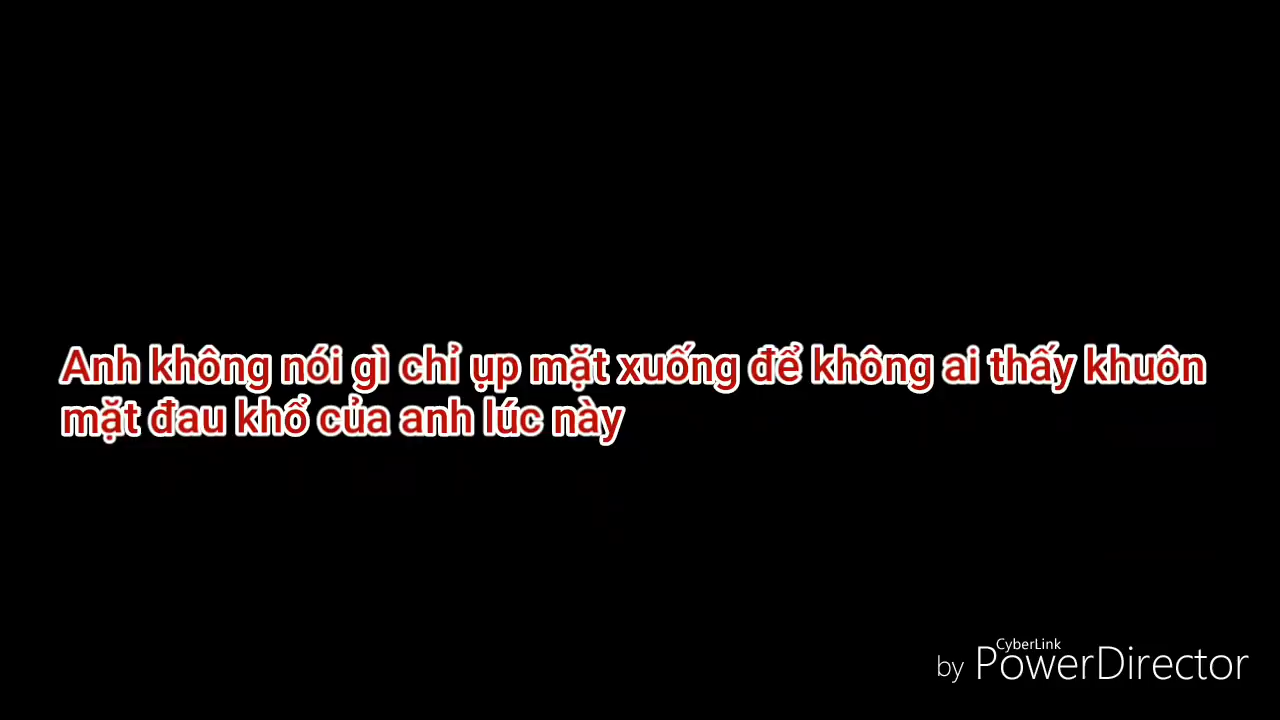 Anh không nói gì chỉ ụp mặt xuống để không ai thấy khuôn
mặt đau khổ của anh lúc này
CyberLink
by PowerDirector